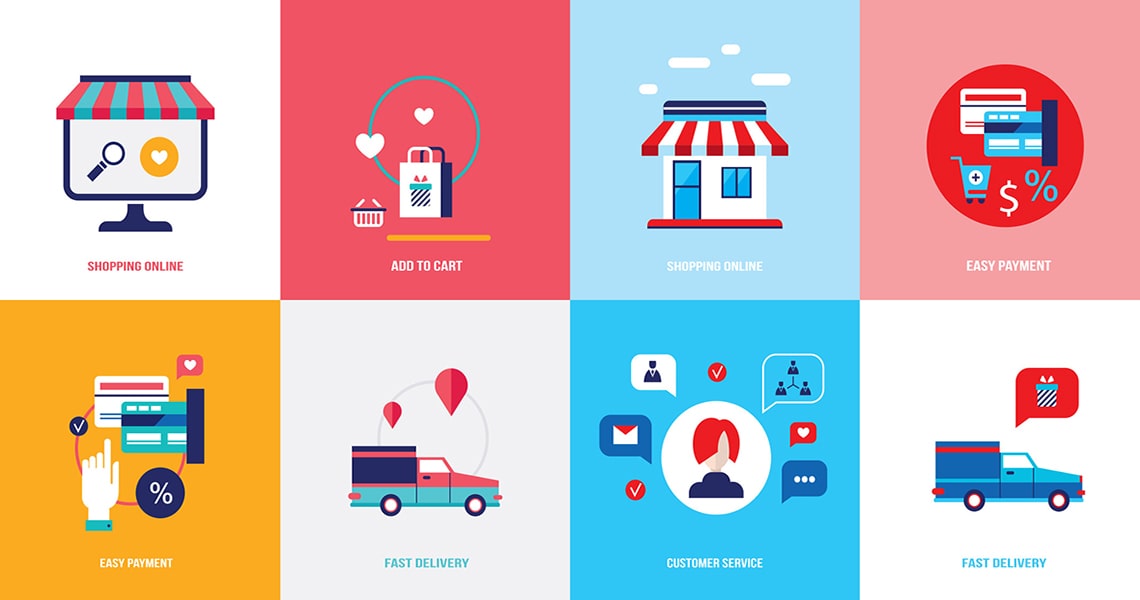 SHOPPING ONLINE
ADD TO CART
SHOPPING ONLINE
EASY PAYMENT
$ %
%
EASY PAYMENT
FAST DELIVERY
CUSTOMER SERVICE
FAST DELIVERY